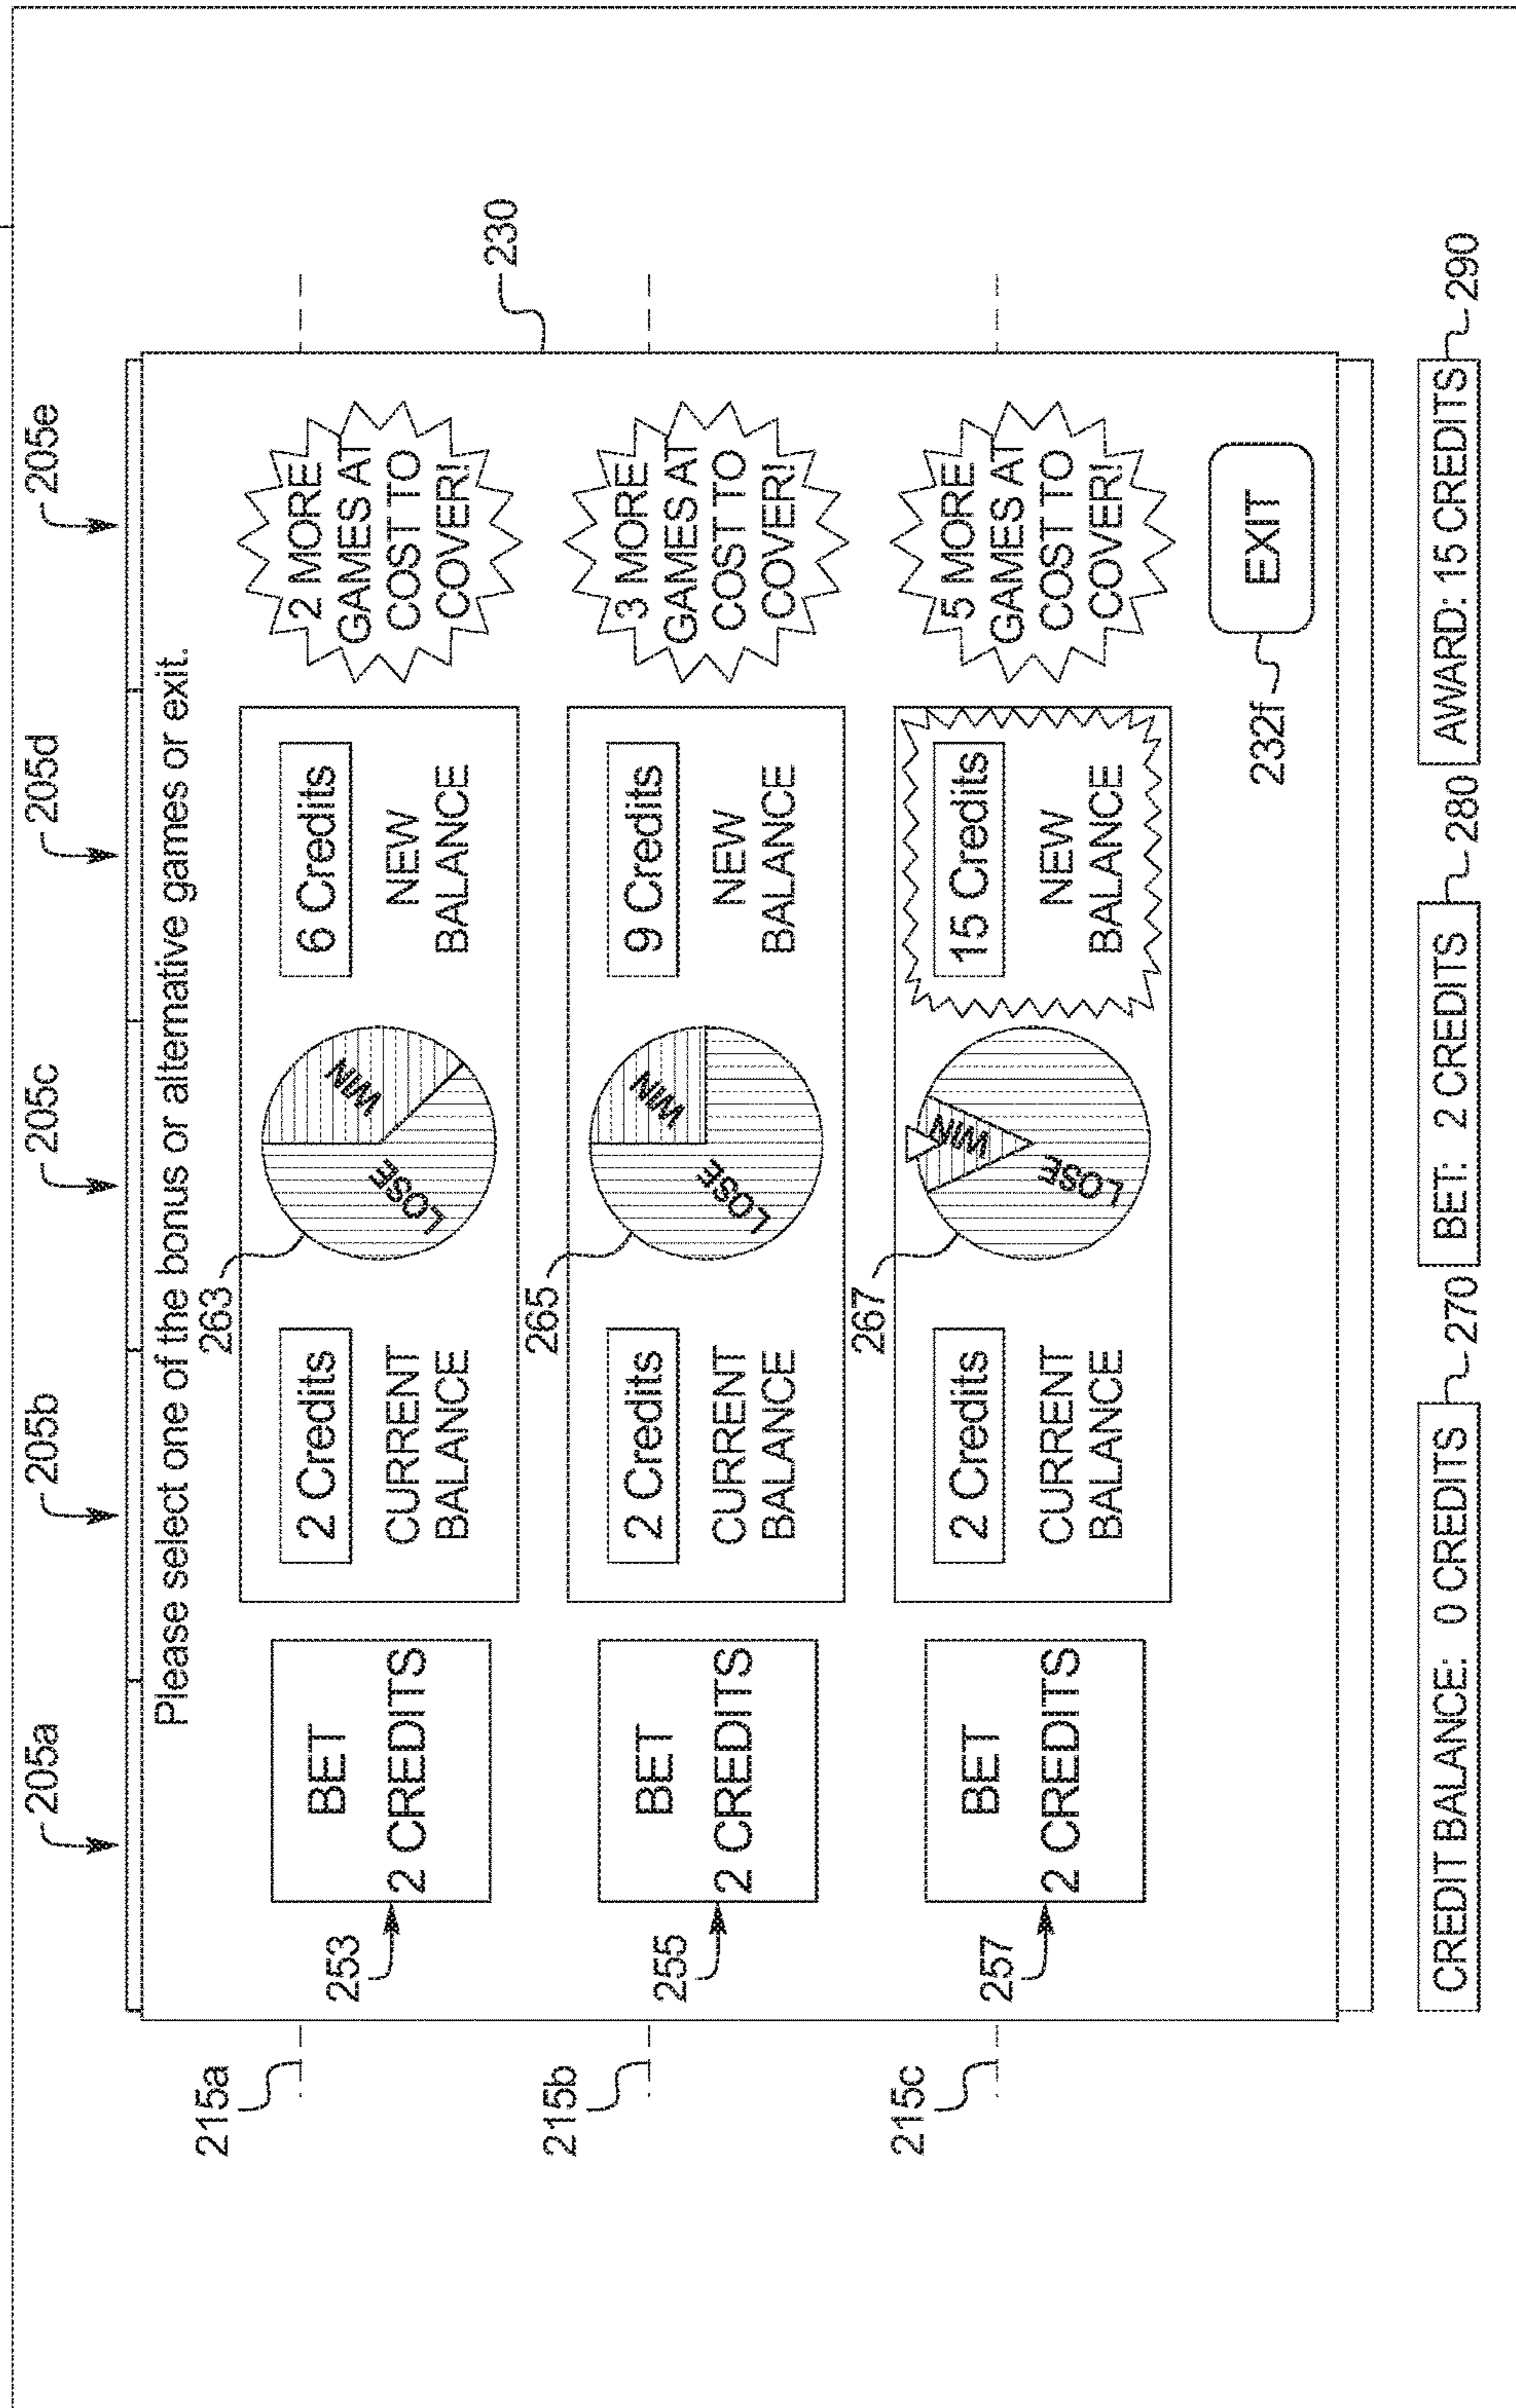 205a
205b
205c
205d
205e
Please select one of the bonus or alternative games or exit.
215a
253
BET
2 CREDITS
2 Credits
CURRENT
BALANCE
263
WIN
LOSE
6 Credits
NEW
BALANCE
2 MORE
GAMES AT
COST TO
COVER!
230
215b
255
BET
2 CREDITS
2 Credits
CURRENT
BALANCE
265
WIN
LOSE
9 Credits
NEW
BALANCE
3 MORE
GAMES AT
COST TO
COVER!
215c
257
BET
2 CREDITS
2 Credits
CURRENT
BALANCE
267
WIN
LOSE
15 Credits
NEW
BALANCE
5 MORE
GAMES AT
COST TO
COVER!
232f
EXIT
CREDIT BALANCE: 0 CREDITS
270
BET: 2 CREDITS
280
AWARD: 15 CREDITS
290